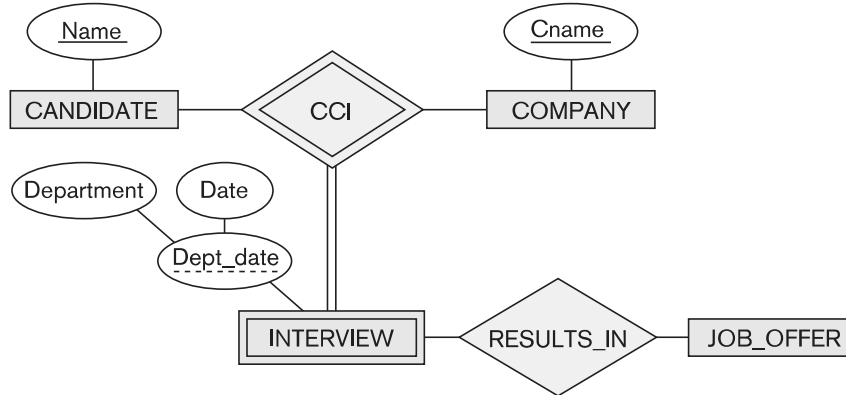 Name
Cname
CANDIDATE
CCI
COMPANY
Department
Date
Dept_date
INTERVIEW
RESULTS_IN
JOB_OFFER